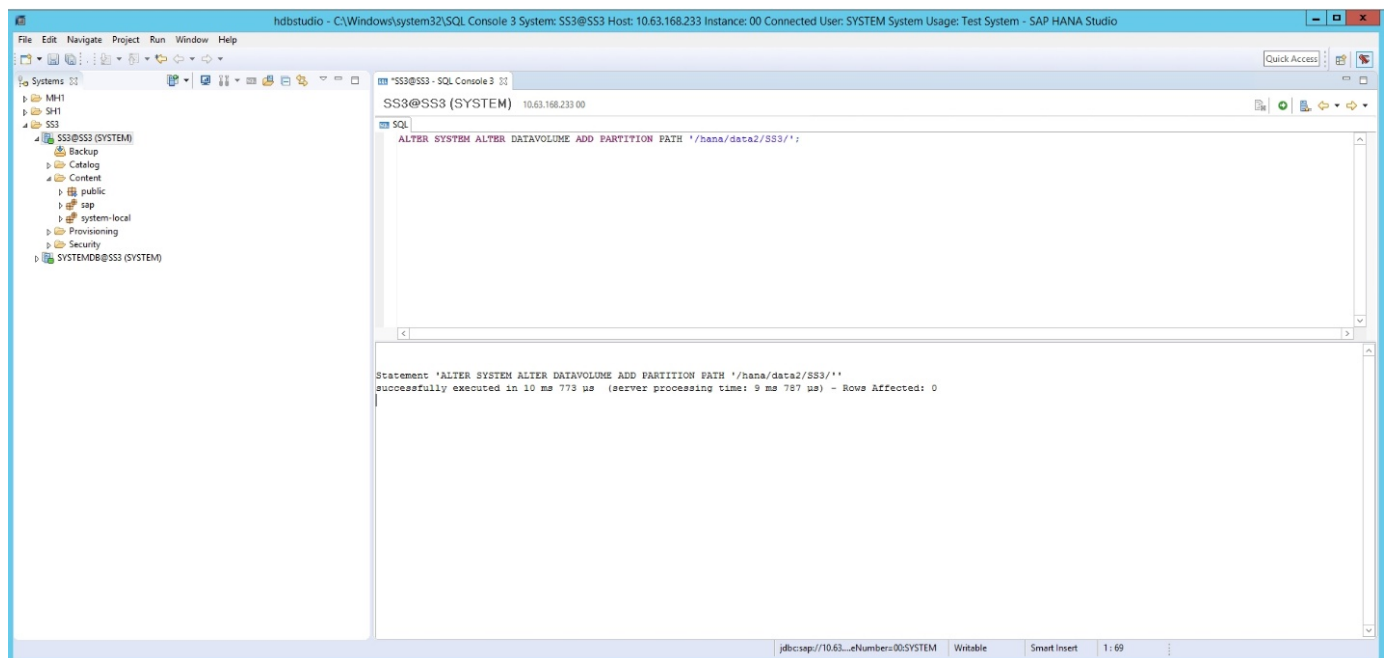 hdbstudio - C:\Windows\system32\SQL Console 3 System: SS3@SS3 Host: 10.63.168.233 Instance: 00 Connected User: SYSTEM System Usage: Test System - SAP HANA Studio
File Edit Navigate Project Run Window Help
Quick Access
Systems
MH1
SH1
SS3
SS3@SS3 (SYSTEM)
Backup
Catalog
Content
public
sap
system-local
Provisioning
Security
SYSTEMDB@SS3 (SYSTEM)
*SS3@SS3 - SQL Console 3
SS3@SS3 (SYSTEM) 10.63.168.233 00
SQL
ALTER SYSTEM ALTER DATAVOLUME ADD PARTITION PATH '/hana/data2/SS3/';
Statement 'ALTER SYSTEM ALTER DATAVOLUME ADD PARTITION PATH '/hana/data2/SS3/''
successfully executed in 10 ms 773 µs (server processing time: 9 ms 787 µs) - Rows Affected: 0
jdbc:sap://10.63....eNumber=00:SYSTEM Writable Smart Insert 1 : 69